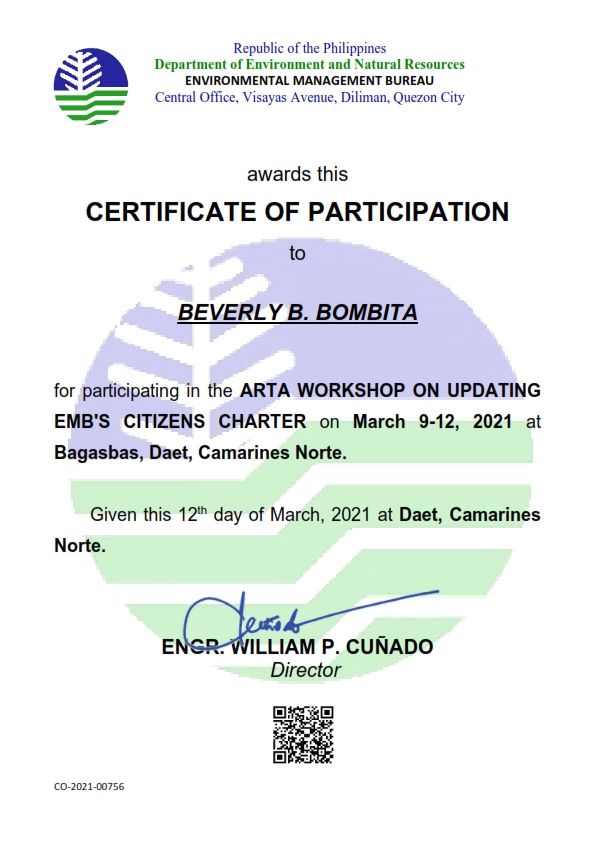 Republic of the Philippines
Department of Environment and Natural Resources
ENVIRONMENTAL MANAGEMENT BUREAU
Central Office, Visayas Avenue, Diliman, Quezon City
awards this
CERTIFICATE OF PARTICIPATION
to
BEVERLY B. BOMBITA
for participating in the ARTA WORKSHOP ON UPDATING
EMB'S CITIZENS CHARTER on March 9-12, 2021 at
Bagasbas, Daet, Camarines Norte.
Given this 12th day of March, 2021 at Daet, Camarines
Norte.
ENGR. WILLIAM P. CUÑADO
Director
CO-2021-00756